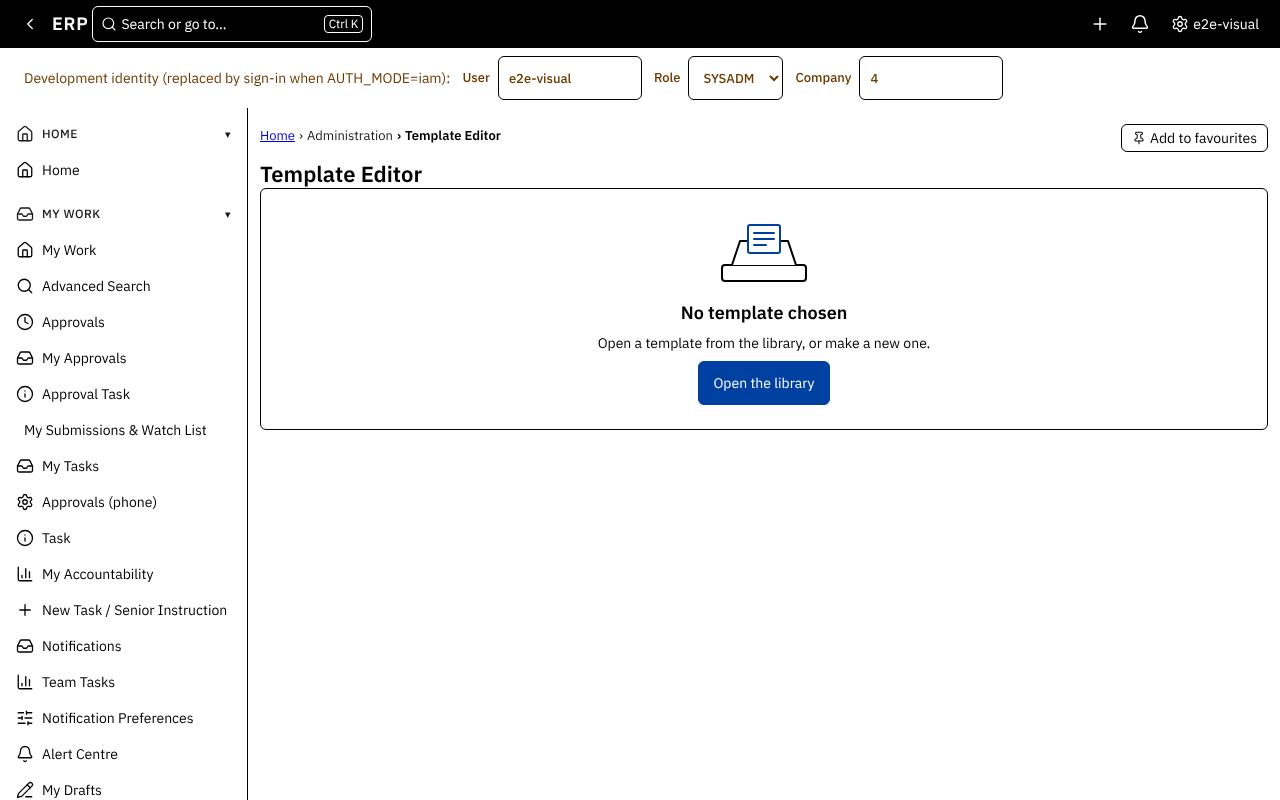 ERP Search or go to... Ctrl K e2e-visual
Development identity (replaced by sign-in when AUTH_MODE=iam): User e2e-visual Role SYSADM Company 4
HOME
Home
MY WORK
My Work
Advanced Search
Approvals
My Approvals
Approval Task
My Submissions & Watch List
My Tasks
Approvals (phone)
Task
My Accountability
New Task / Senior Instruction
Notifications
Team Tasks
Notification Preferences
Alert Centre
My Drafts
Home › Administration › Template Editor
Add to favourites
Template Editor
No template chosen
Open a template from the library, or make a new one.
Open the library